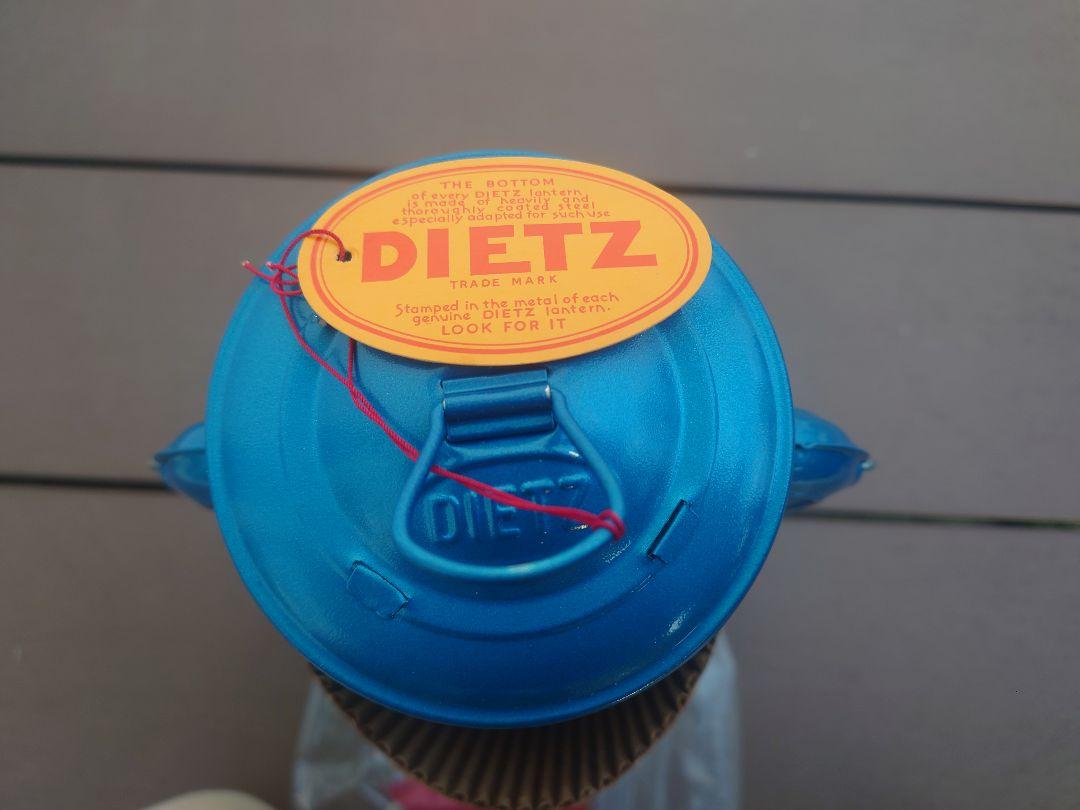 THE BOTTOM
of every DIETZ lantern
is made of heavily and
thoroughly coated steel
especially adapted for such use
DIETZ
TRADE MARK
Stamped in the metal of each
genuine DIETZ lantern.
LOOK FOR IT
DIETZ